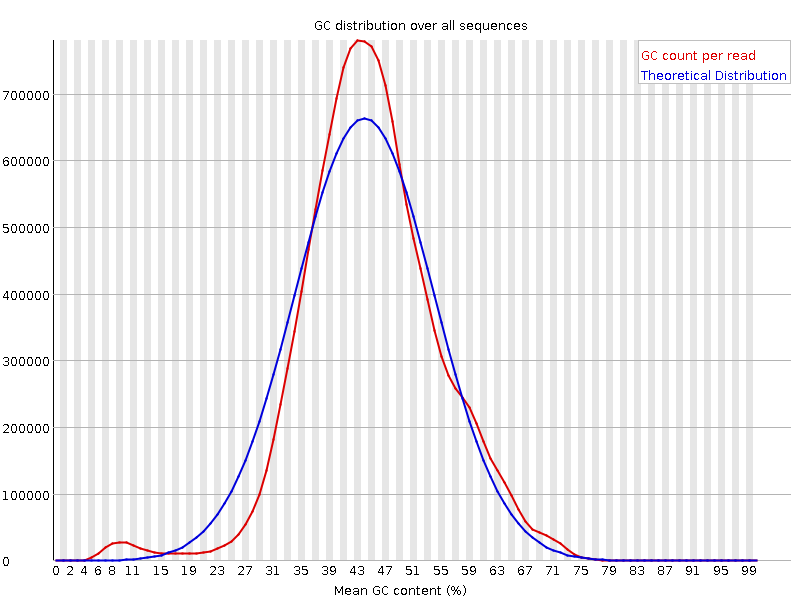 GC distribution over all sequences
GC count per read
Theoretical Distribution
700000
600000
500000
400000
300000
200000
100000
0
0 2 4 6 8 11 15 19 23 27 31 35 39 43 47 51 55 59 63 67 71 75 79 83 87 91 95 99
Mean GC content (%)